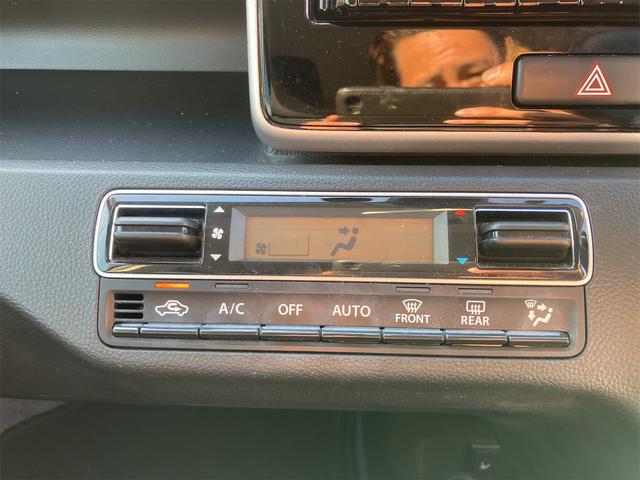 A/C OFF AUTO FRONT REAR